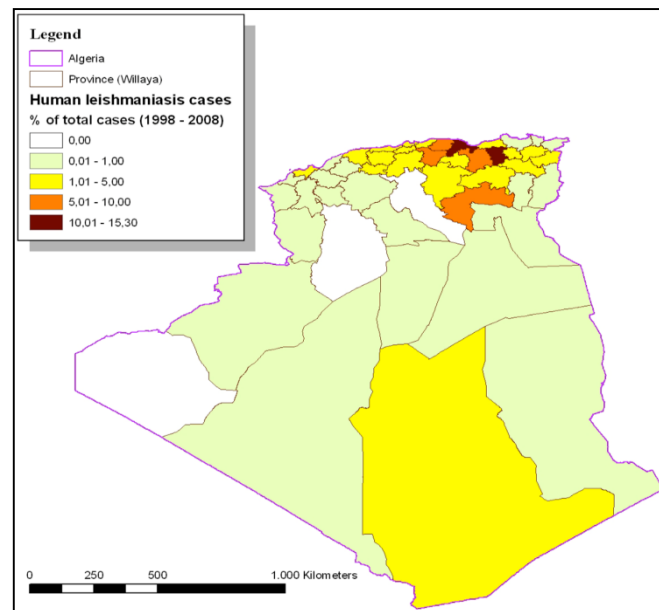 Legend
Algeria
Province (Willaya)
Human leishmaniasis cases
% of total cases (1998 - 2008)
0,00
0,01 - 1,00
1,01 - 5,00
5,01 - 10,00
10,01 - 15,30
0 250 500 1.000 Kilometers